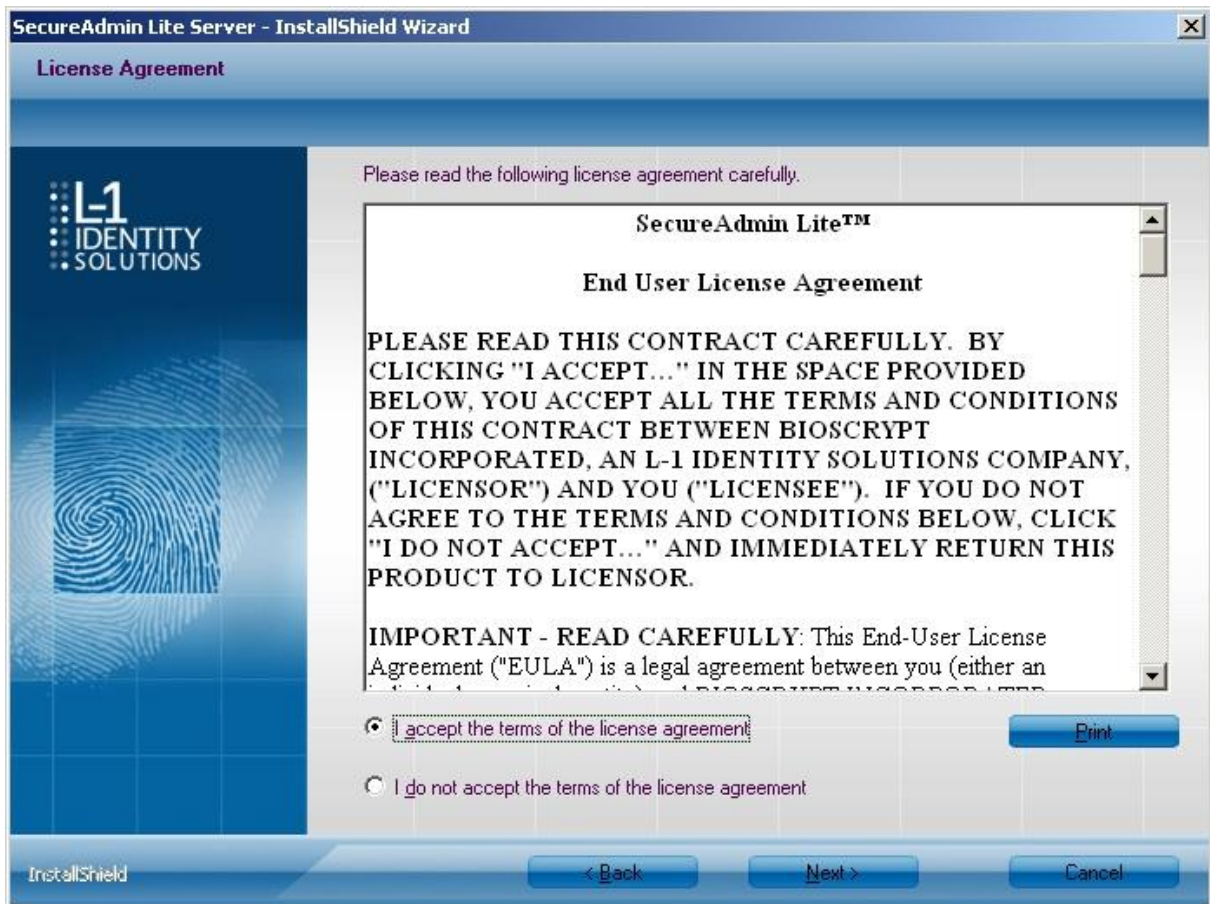 SecureAdmin Lite Server - InstallShield Wizard
License Agreement
L-1
IDENTITY
SOLUTIONS
Please read the following license agreement carefully.
SecureAdmin Lite™
End User License Agreement
PLEASE READ THIS CONTRACT CAREFULLY. BY
CLICKING "I ACCEPT..." IN THE SPACE PROVIDED
BELOW, YOU ACCEPT ALL THE TERMS AND CONDITIONS
OF THIS CONTRACT BETWEEN BIOSCRYPT
INCORPORATED, AN L-1 IDENTITY SOLUTIONS COMPANY,
("LICENSOR") AND YOU ("LICENSEE"). IF YOU DO NOT
AGREE TO THE TERMS AND CONDITIONS BELOW, CLICK
"I DO NOT ACCEPT..." AND IMMEDIATELY RETURN THIS
PRODUCT TO LICENSOR.
IMPORTANT - READ CAREFULLY: This End-User License
Agreement ("EULA") is a legal agreement between you (either an
I accept the terms of the license agreement
Print
I do not accept the terms of the license agreement
InstallShield
< Back
Next >
Cancel